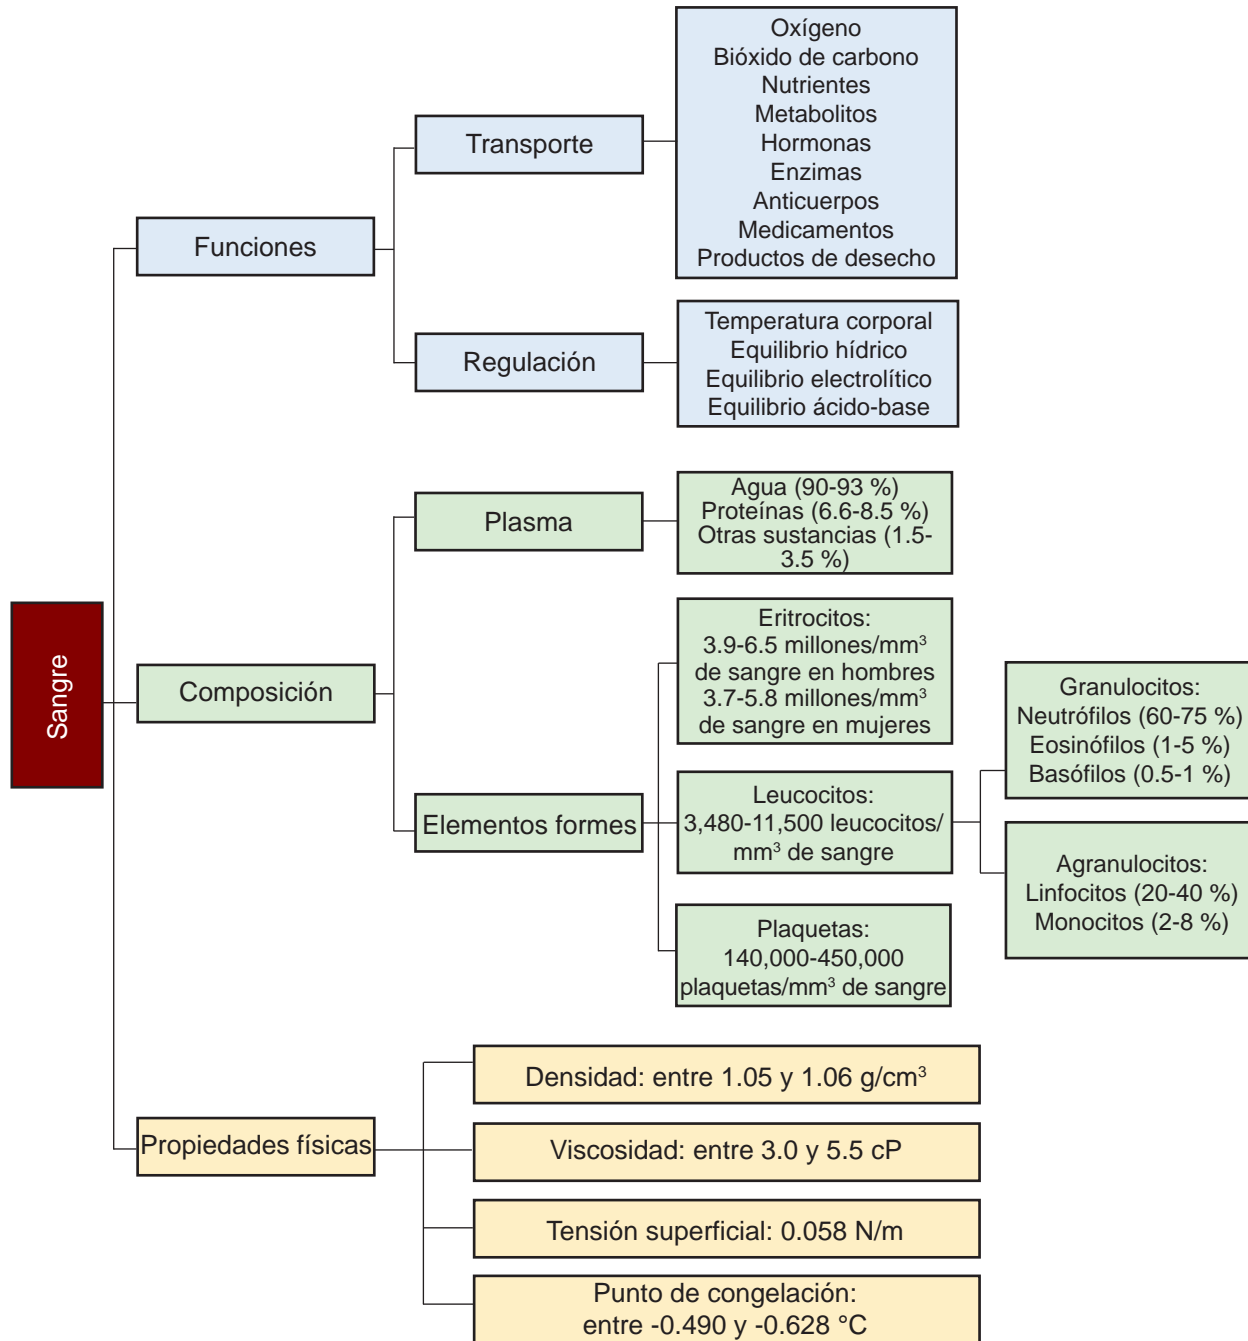 Sangre
Funciones
Transporte
Oxígeno
Bióxido de carbono
Nutrientes
Metabolitos
Hormonas
Enzimas
Anticuerpos
Medicamentos
Productos de desecho
Regulación
Temperatura corporal
Equilibrio hídrico
Equilibrio electrolítico
Equilibrio ácido-base
Composición
Plasma
Agua (90-93 %)
Proteínas (6.6-8.5 %)
Otras sustancias (1.5-
3.5 %)
Elementos formes
Eritrocitos:
3.9-6.5 millones/mm³
de sangre en hombres
3.7-5.8 millones/mm³
de sangre en mujeres
Leucocitos:
3,480-11,500 leucocitos/
mm³ de sangre
Granulocitos:
Neutrófilos (60-75 %)
Eosinófilos (1-5 %)
Basófilos (0.5-1 %)
Agranulocitos:
Linfocitos (20-40 %)
Monocitos (2-8 %)
Plaquetas:
140,000-450,000
plaquetas/mm³ de sangre
Propiedades físicas
Densidad: entre 1.05 y 1.06 g/cm³
Viscosidad: entre 3.0 y 5.5 cP
Tensión superficial: 0.058 N/m
Punto de congelación:
entre -0.490 y -0.628 °C